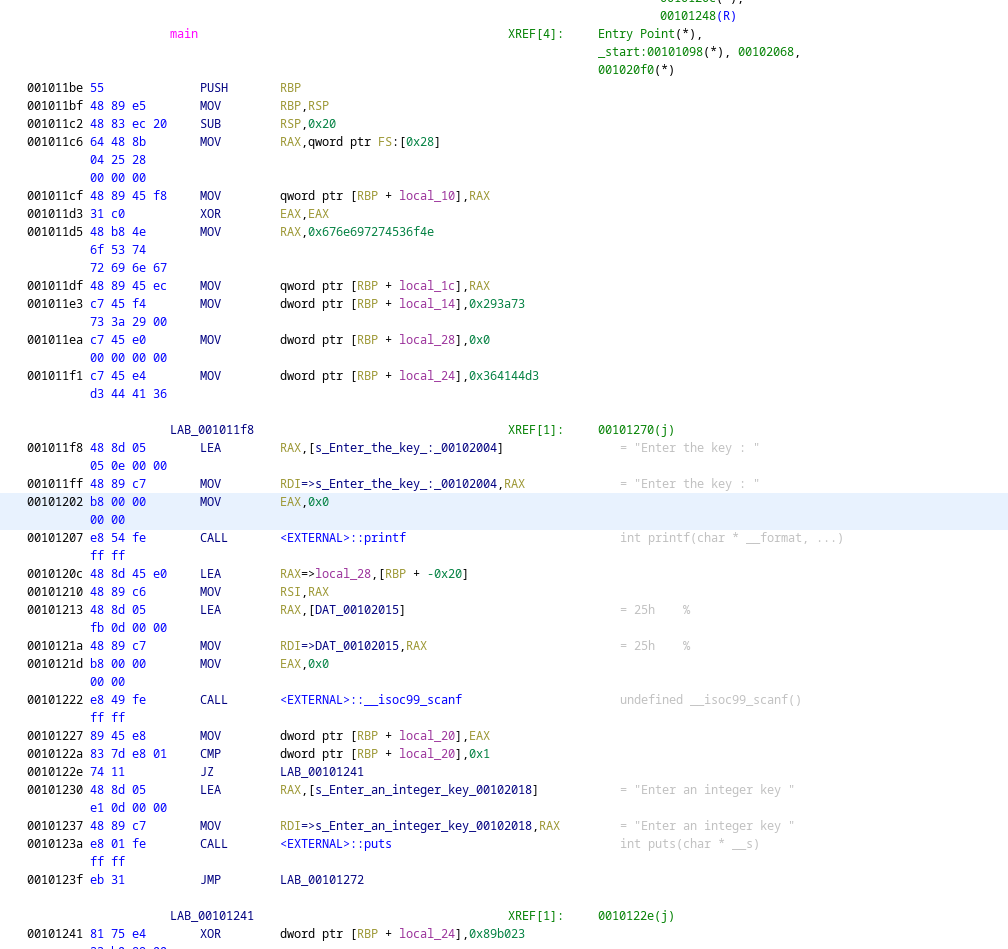 00101248(R)
main XREF[4]: Entry Point(*),
_start:00101098(*), 00102068,
001020f0(*)
001011be 55 PUSH RBP
001011bf 48 89 e5 MOV RBP,RSP
001011c2 48 83 ec 20 SUB RSP,0x20
001011c6 64 48 8b MOV RAX,qword ptr FS:[0x28]
04 25 28
00 00 00
001011cf 48 89 45 f8 MOV qword ptr [RBP + local_10],RAX
001011d3 31 c0 XOR EAX,EAX
001011d5 48 b8 4e MOV RAX,0x676e697274536f4e
6f 53 74
72 69 6e 67
001011df 48 89 45 ec MOV qword ptr [RBP + local_1c],RAX
001011e3 c7 45 f4 MOV dword ptr [RBP + local_14],0x293a73
73 3a 29 00
001011ea c7 45 e0 MOV dword ptr [RBP + local_28],0x0
00 00 00 00
001011f1 c7 45 e4 MOV dword ptr [RBP + local_24],0x364144d3
d3 44 41 36
LAB_001011f8 XREF[1]: 00101270(j)
001011f8 48 8d 05 LEA RAX,[s_Enter_the_key_:_00102004] = "Enter the key : "
05 0e 00 00
001011ff 48 89 c7 MOV RDI=>s_Enter_the_key_:_00102004,RAX = "Enter the key : "
00101202 b8 00 00 MOV EAX,0x0
00 00
00101207 e8 54 fe CALL <EXTERNAL>::printf int printf(char * __format, ...)
ff ff
0010120c 48 8d 45 e0 LEA RAX=>local_28,[RBP + -0x20]
00101210 48 89 c6 MOV RSI,RAX
00101213 48 8d 05 LEA RAX,[DAT_00102015] = 25h %
fb 0d 00 00
0010121a 48 89 c7 MOV RDI=>DAT_00102015,RAX = 25h %
0010121d b8 00 00 MOV EAX,0x0
00 00
00101222 e8 49 fe CALL <EXTERNAL>::__isoc99_scanf undefined __isoc99_scanf()
ff ff
00101227 89 45 e8 MOV dword ptr [RBP + local_20],EAX
0010122a 83 7d e8 01 CMP dword ptr [RBP + local_20],0x1
0010122e 74 11 JZ LAB_00101241
00101230 48 8d 05 LEA RAX,[s_Enter_an_integer_key_00102018] = "Enter an integer key "
e1 0d 00 00
00101237 48 89 c7 MOV RDI=>s_Enter_an_integer_key_00102018,RAX = "Enter an integer key "
0010123a e8 01 fe CALL <EXTERNAL>::puts int puts(char * __s)
ff ff
0010123f eb 31 JMP LAB_00101272
LAB_00101241 XREF[1]: 0010122e(j)
00101241 81 75 e4 XOR dword ptr [RBP + local_24],0x89b023